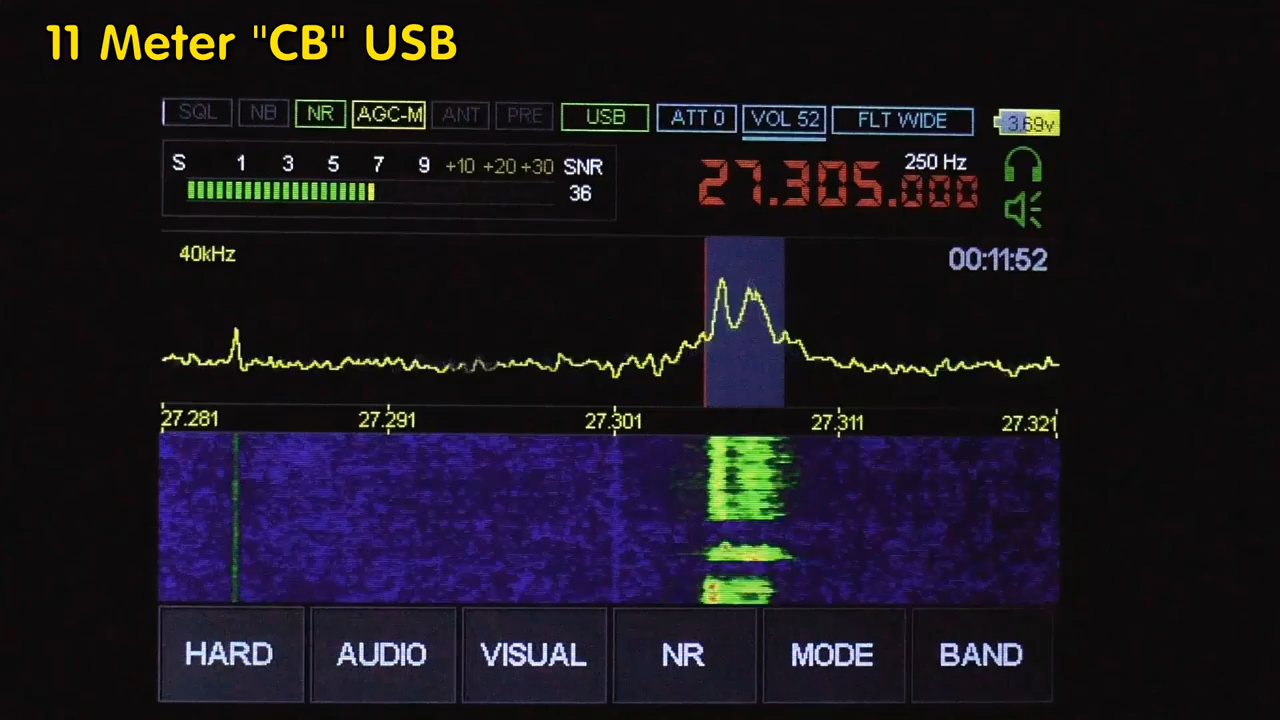 11 Meter "CB" USB
SQL NB NR AGC-M ANT PRE USB ATT 0 VOL 52 FLT WIDE 3.69v
S 1 3 5 7 9 +10 +20 +30 SNR
36
250 Hz
27.305.000
40kHz
00:11:52
27.281 27.291 27.301 27.311 27.321
HARD AUDIO VISUAL NR MODE BAND